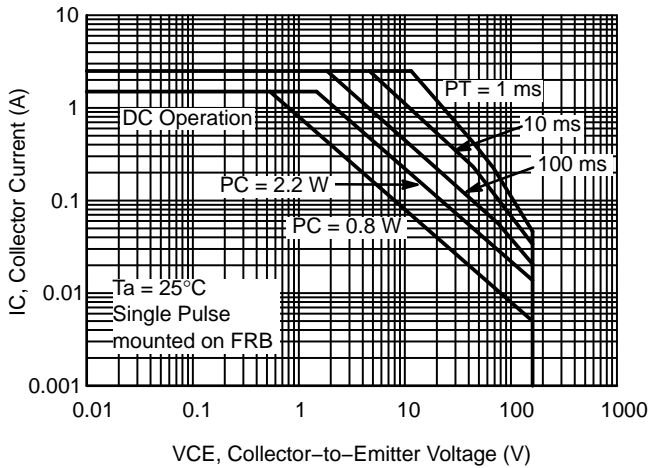 10
1
0.1
0.01
0.001
IC, Collector Current (A)
PT = 1 ms
DC Operation
10 ms
100 ms
PC = 2.2 W
PC = 0.8 W
Ta = 25°C
Single Pulse
mounted on FRB
0.01 0.1 1 10 100 1000
VCE, Collector−to−Emitter Voltage (V)